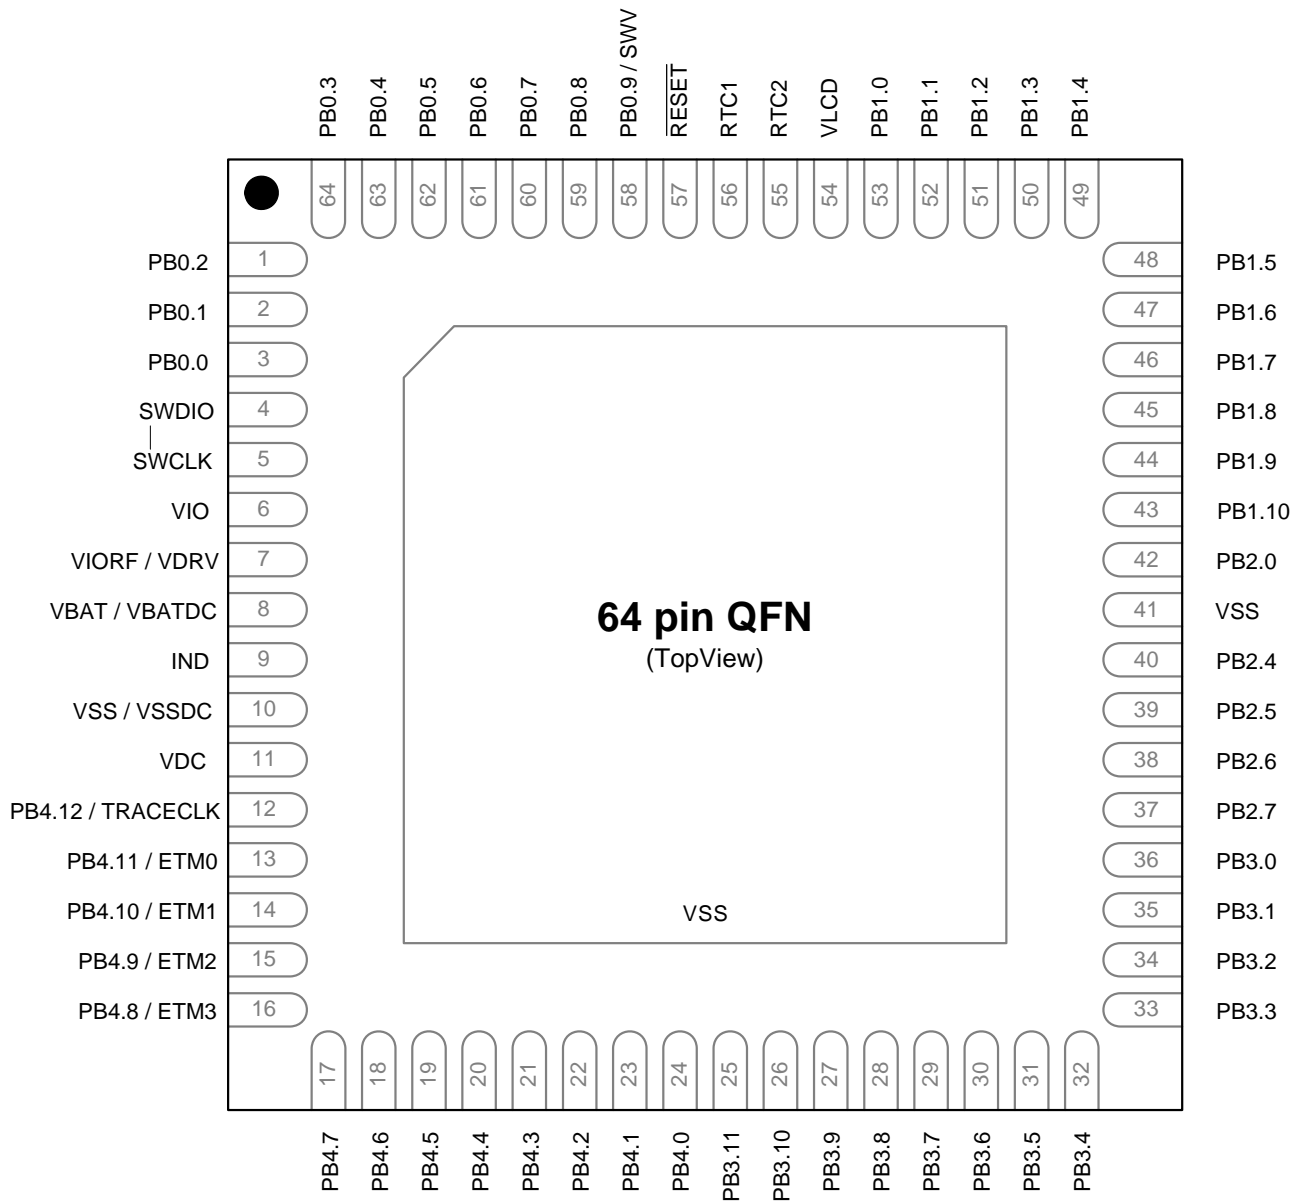 PB0.3
PB0.4
PB0.5
PB0.6
PB0.7
PB0.8
PB0.9 / SWV
RESET
RTC1
RTC2
VLCD
PB1.0
PB1.1
PB1.2
PB1.3
PB1.4
64
63
62
61
60
59
58
57
56
55
54
53
52
51
50
49
PB0.2 1
PB0.1 2
PB0.0 3
SWDIO 4
SWCLK 5
VIO 6
VIORF / VDRV 7
VBAT / VBATDC 8
IND 9
VSS / VSSDC 10
VDC 11
PB4.12 / TRACECLK 12
PB4.11 / ETM0 13
PB4.10 / ETM1 14
PB4.9 / ETM2 15
PB4.8 / ETM3 16
64 pin QFN
(TopView)
VSS
48 PB1.5
47 PB1.6
46 PB1.7
45 PB1.8
44 PB1.9
43 PB1.10
42 PB2.0
41 VSS
40 PB2.4
39 PB2.5
38 PB2.6
37 PB2.7
36 PB3.0
35 PB3.1
34 PB3.2
33 PB3.3
17
18
19
20
21
22
23
24
25
26
27
28
29
30
31
32
PB4.7
PB4.6
PB4.5
PB4.4
PB4.3
PB4.2
PB4.1
PB4.0
PB3.11
PB3.10
PB3.9
PB3.8
PB3.7
PB3.6
PB3.5
PB3.4